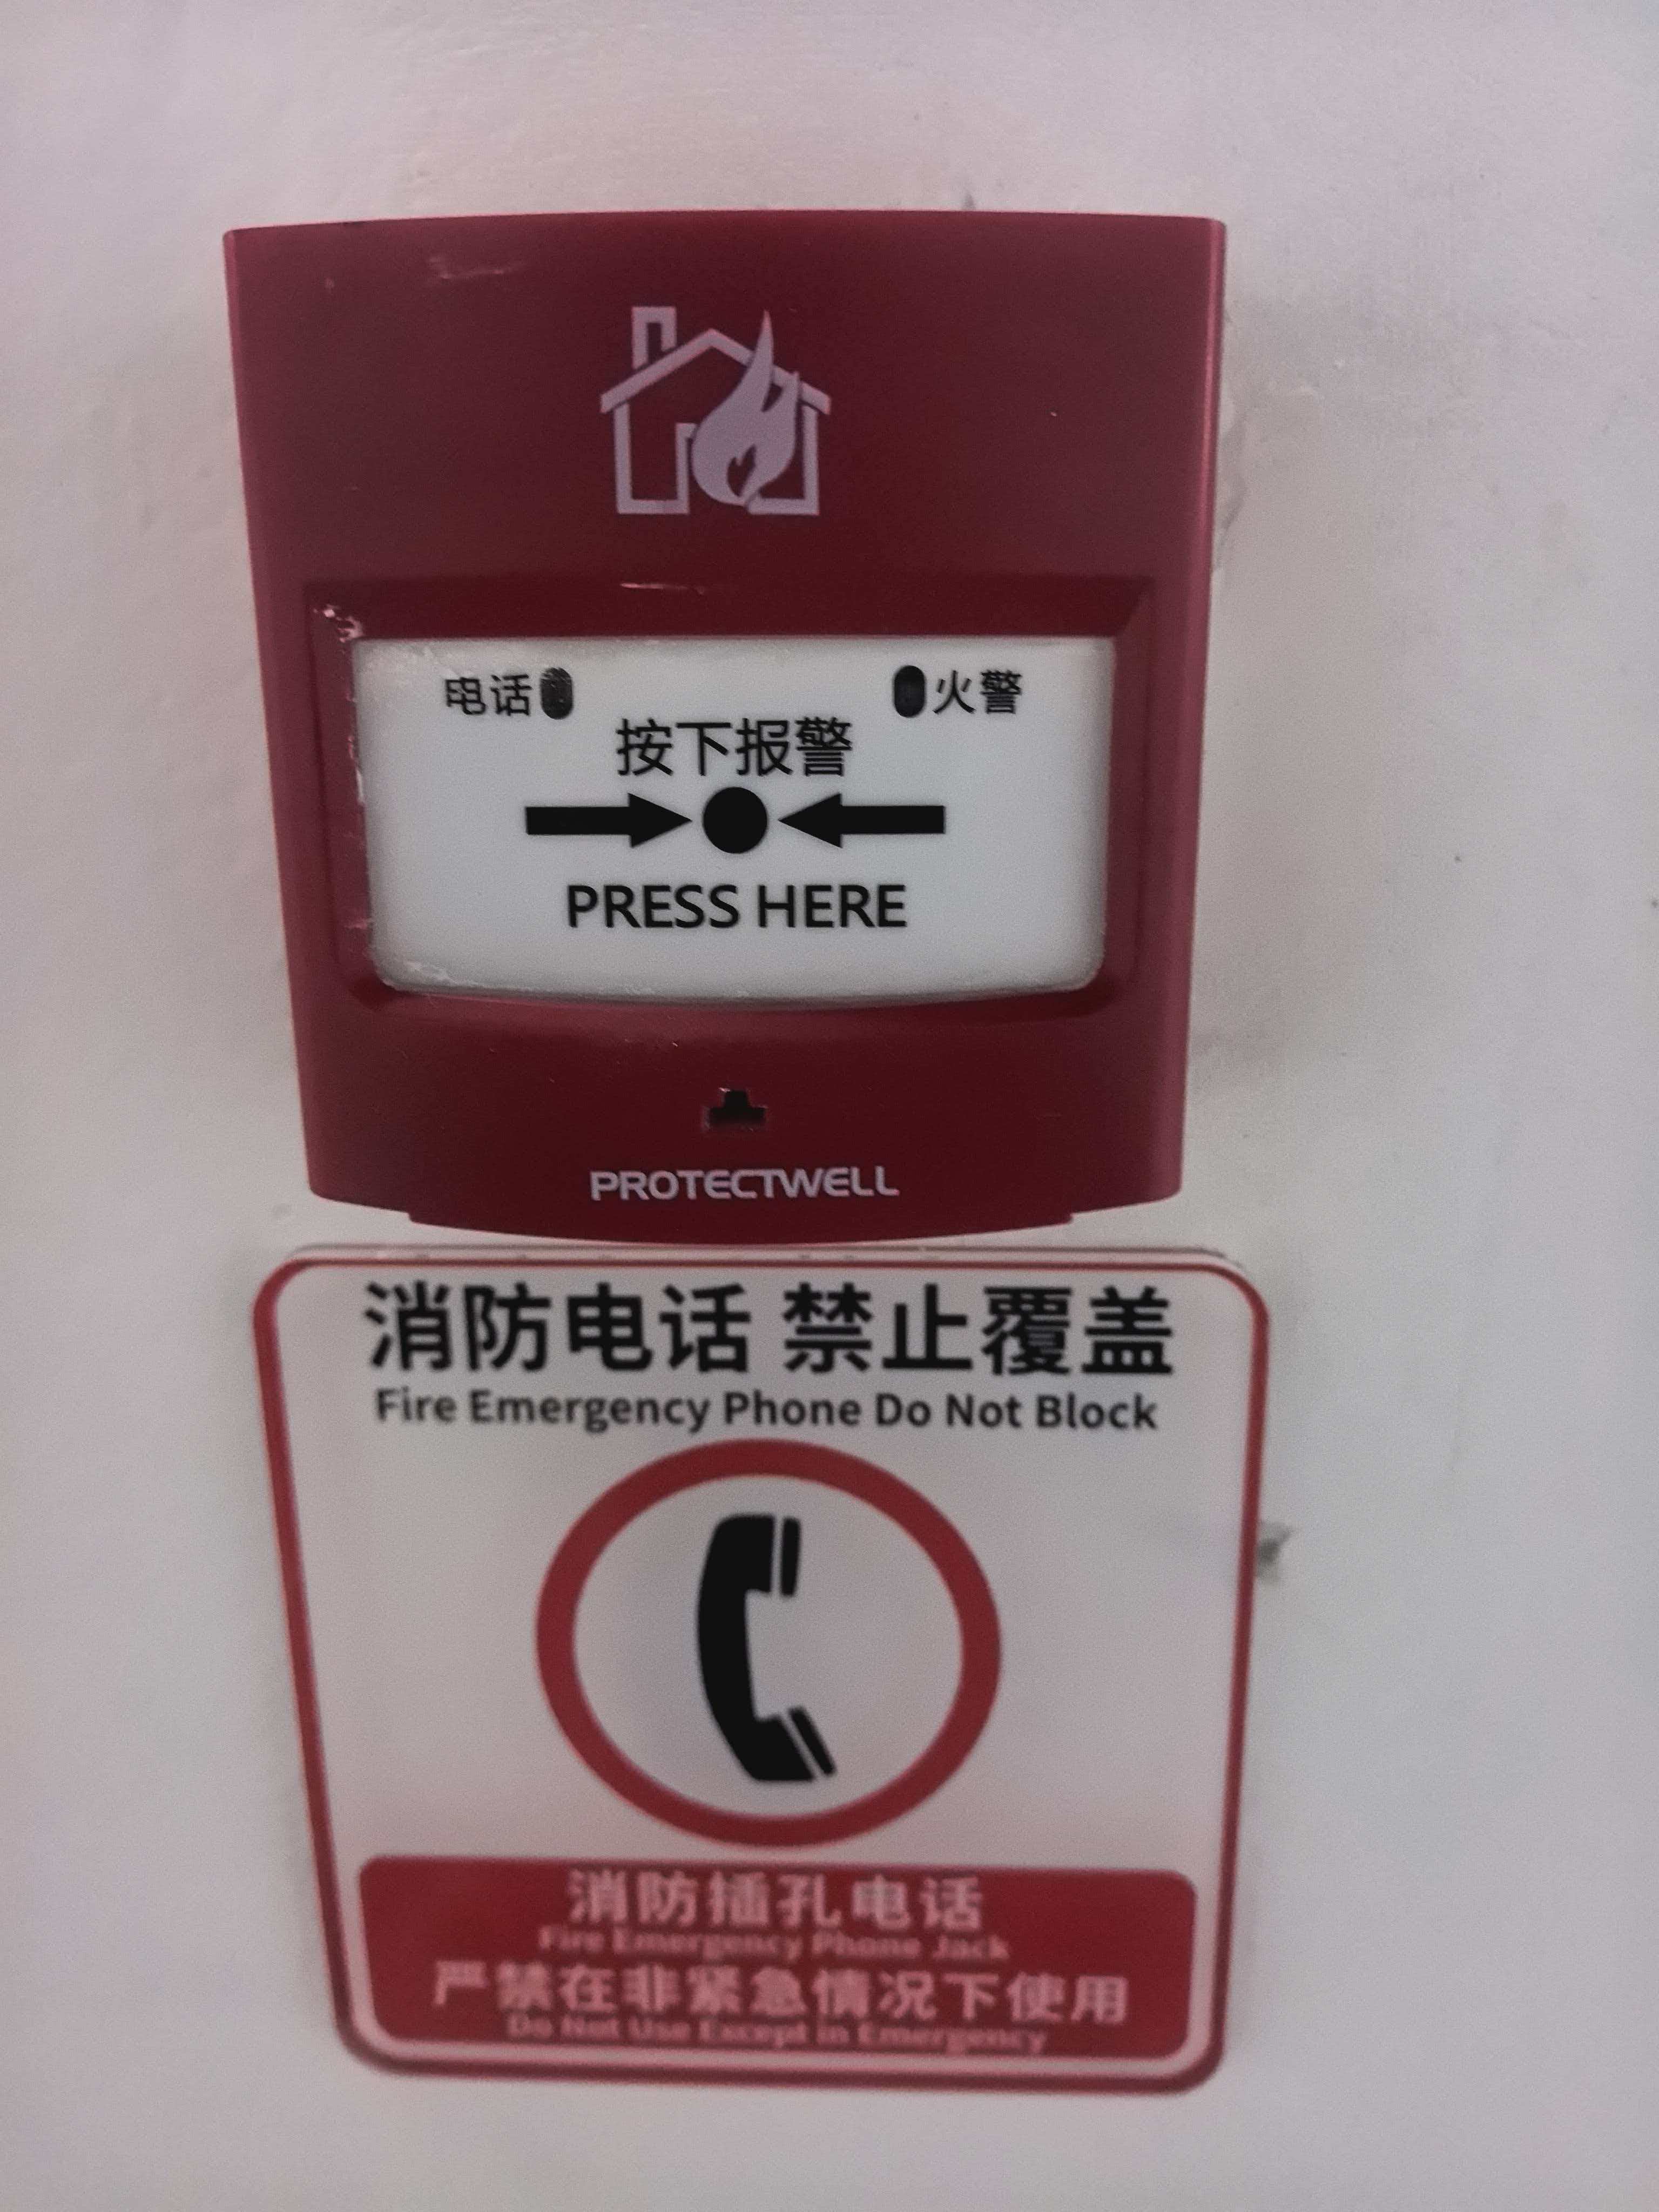 电话 火警
按下报警
PRESS HERE
PROTECTWELL
消防电话 禁止覆盖
Fire Emergency Phone Do Not Block
消防插孔电话
Fire Emergency Phone Jack
严禁在非紧急情况下使用
Do Not Use Except in Emergency